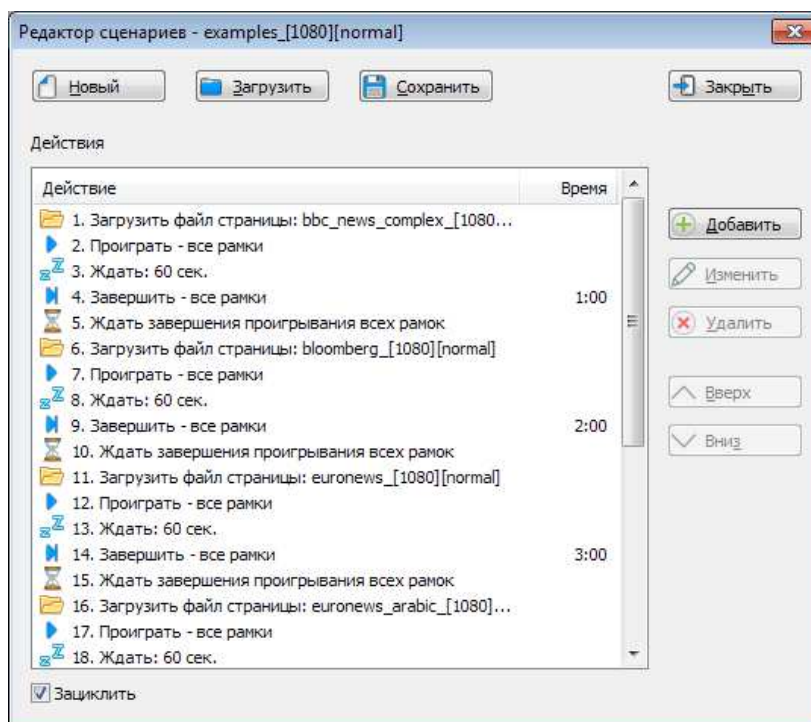 Редактор сценариев - examples_[1080][normal]
Новый Загрузить Сохранить Закрыть
Действия
Действие Время
1. Загрузить файл страницы: bbc_news_complex_[1080...
2. Проиграть - все рамки
3. Ждать: 60 сек.
4. Завершить - все рамки 1:00
5. Ждать завершения проигрывания всех рамок
6. Загрузить файл страницы: bloomberg_[1080][normal]
7. Проиграть - все рамки
8. Ждать: 60 сек.
9. Завершить - все рамки 2:00
10. Ждать завершения проигрывания всех рамок
11. Загрузить файл страницы: euronews_[1080][normal]
12. Проиграть - все рамки
13. Ждать: 60 сек.
14. Завершить - все рамки 3:00
15. Ждать завершения проигрывания всех рамок
16. Загрузить файл страницы: euronews_arabic_[1080]...
17. Проиграть - все рамки
18. Ждать: 60 сек.
Добавить
Изменить
Удалить
Вверх
Вниз
Зациклить